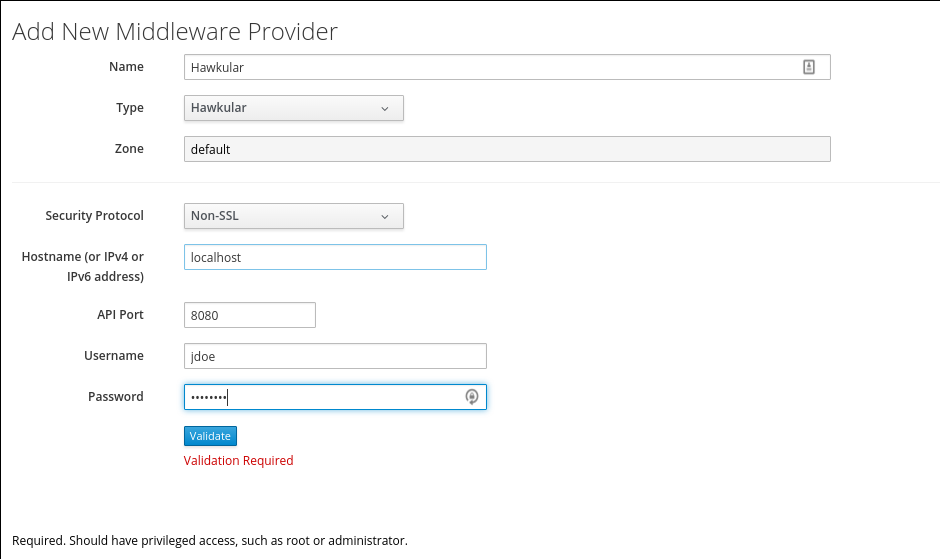 Add New Middleware Provider
Name Hawkular
Type Hawkular
Zone default
Security Protocol Non-SSL
Hostname (or IPv4 or
IPv6 address) localhost
API Port 8080
Username jdoe
Password ••••••••
Validate
Validation Required
Required. Should have privileged access, such as root or administrator.